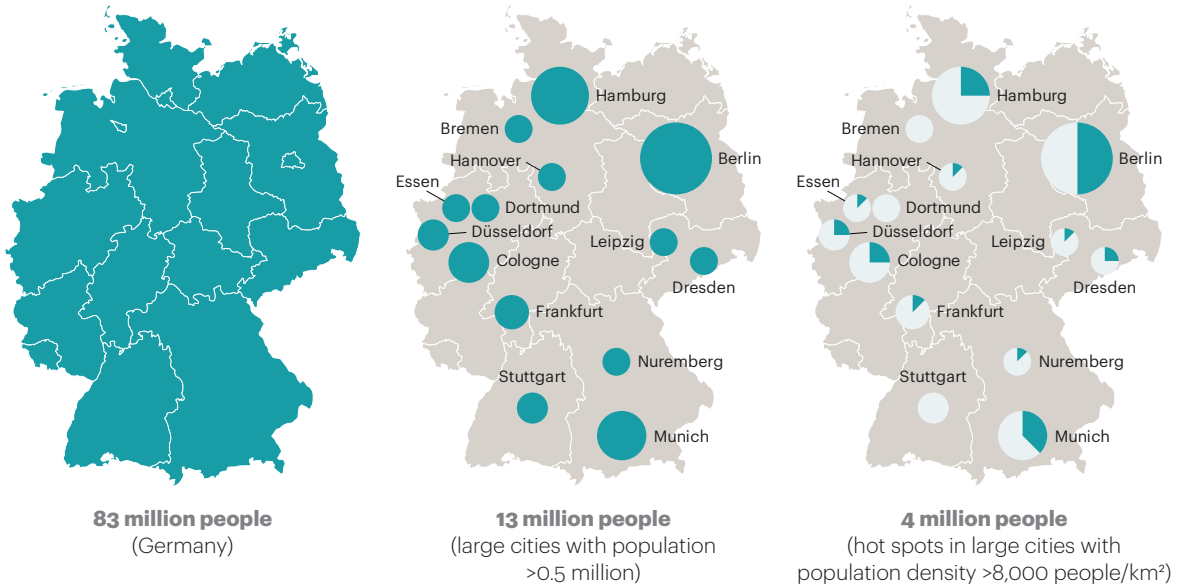 Hamburg
Bremen
Hannover
Berlin
Essen
Dortmund
Düsseldorf
Leipzig
Cologne
Dresden
Frankfurt
Nuremberg
Stuttgart
Munich
Hamburg
Bremen
Hannover
Berlin
Essen
Dortmund
Düsseldorf
Leipzig
Cologne
Dresden
Frankfurt
Nuremberg
Stuttgart
Munich
83 million people
(Germany)
13 million people
(large cities with population
>0.5 million)
4 million people
(hot spots in large cities with
population density >8,000 people/km²)